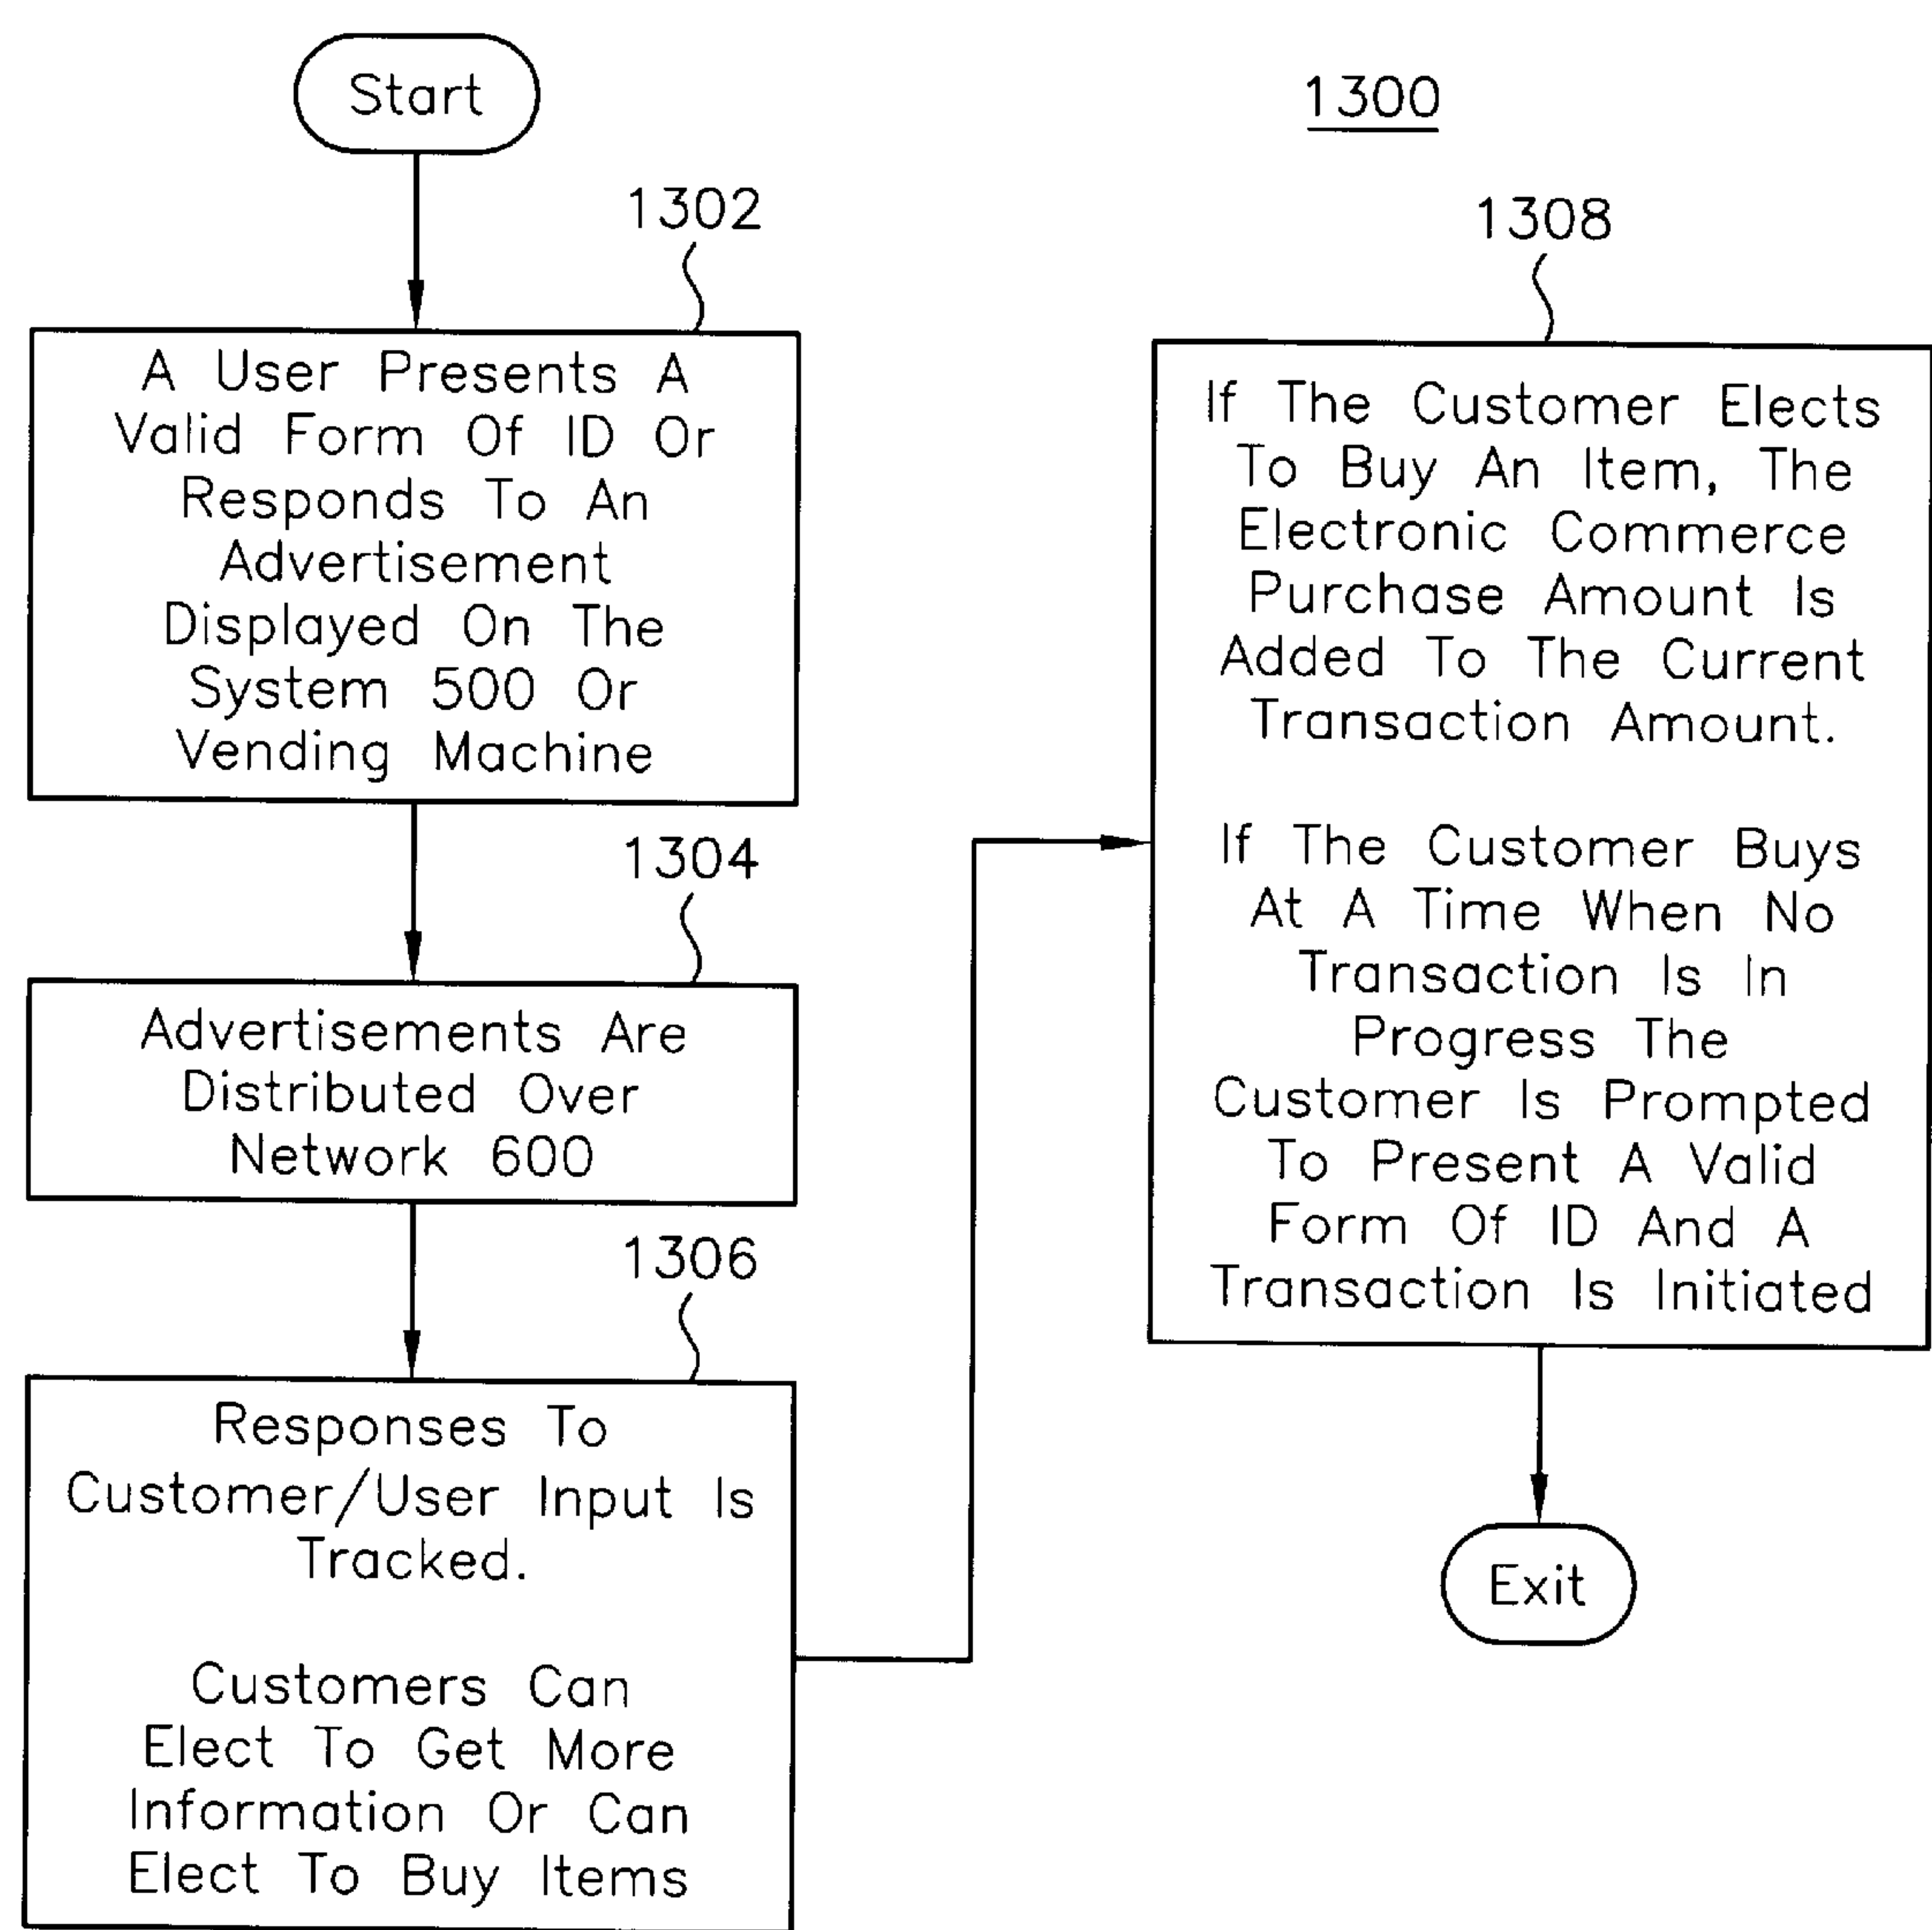 Start
1300
1302
A User Presents A
Valid Form Of ID Or
Responds To An
Advertisement
Displayed On The
System 500 Or
Vending Machine
1304
Advertisements Are
Distributed Over
Network 600
1306
Responses To
Customer/User Input Is
Tracked.
Customers Can
Elect To Get More
Information Or Can
Elect To Buy Items
1308
If The Customer Elects
To Buy An Item, The
Electronic Commerce
Purchase Amount Is
Added To The Current
Transaction Amount.
If The Customer Buys
At A Time When No
Transaction Is In
Progress The
Customer Is Prompted
To Present A Valid
Form Of ID And A
Transaction Is Initiated
Exit